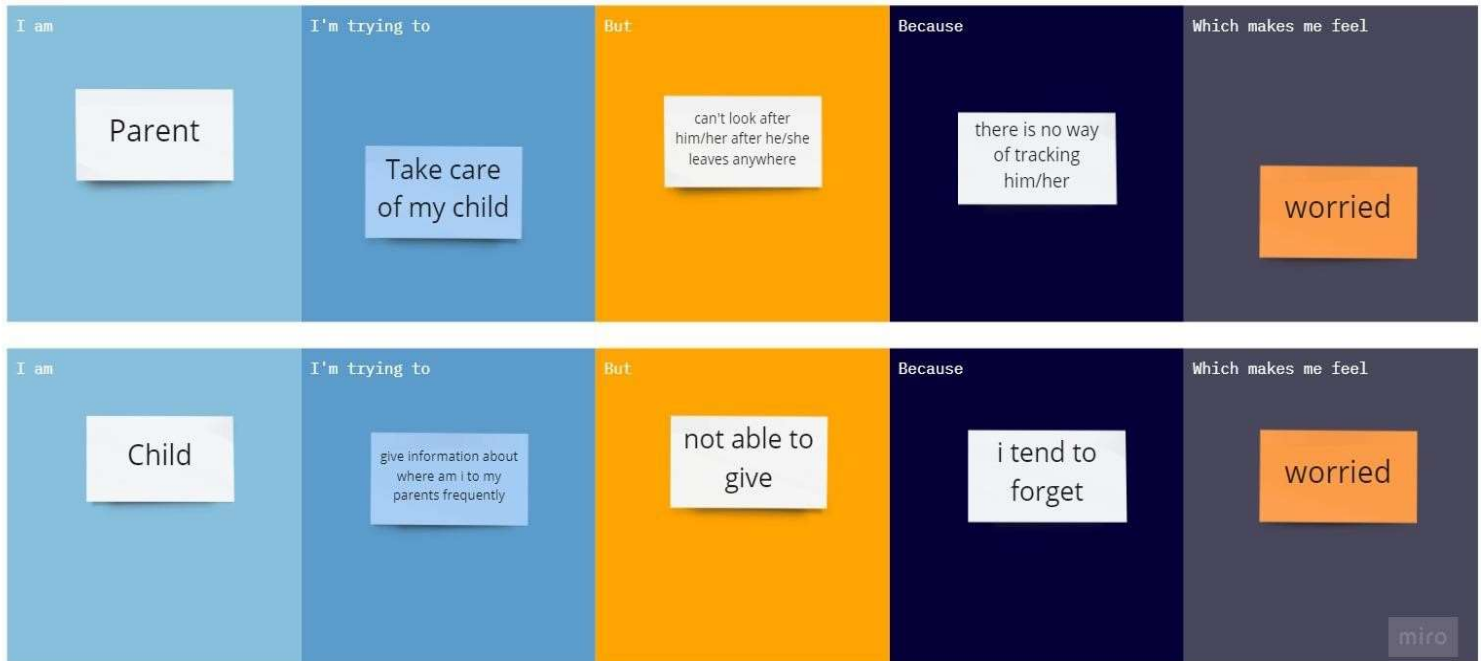 I am
Parent
I'm trying to
Take care
of my child
But
can't look after
him/her after he/she
leaves anywhere
Because
there is no way
of tracking
him/her
Which makes me feel
worried
I am
Child
I'm trying to
give information about
where am i to my
parents frequently
But
not able to
give
Because
i tend to
forget
Which makes me feel
worried
miro